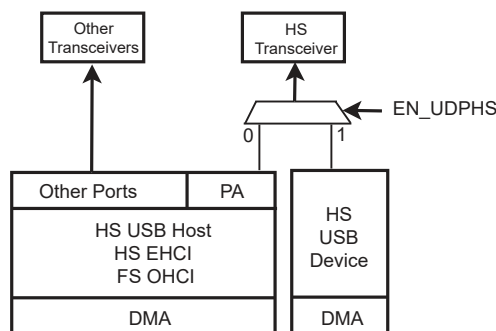 Other
Transceivers
HS
Transceiver
EN_UDPHS
0
1
Other Ports
PA
HS USB Host
HS EHCI
FS OHCI
DMA
HS
USB
Device
DMA